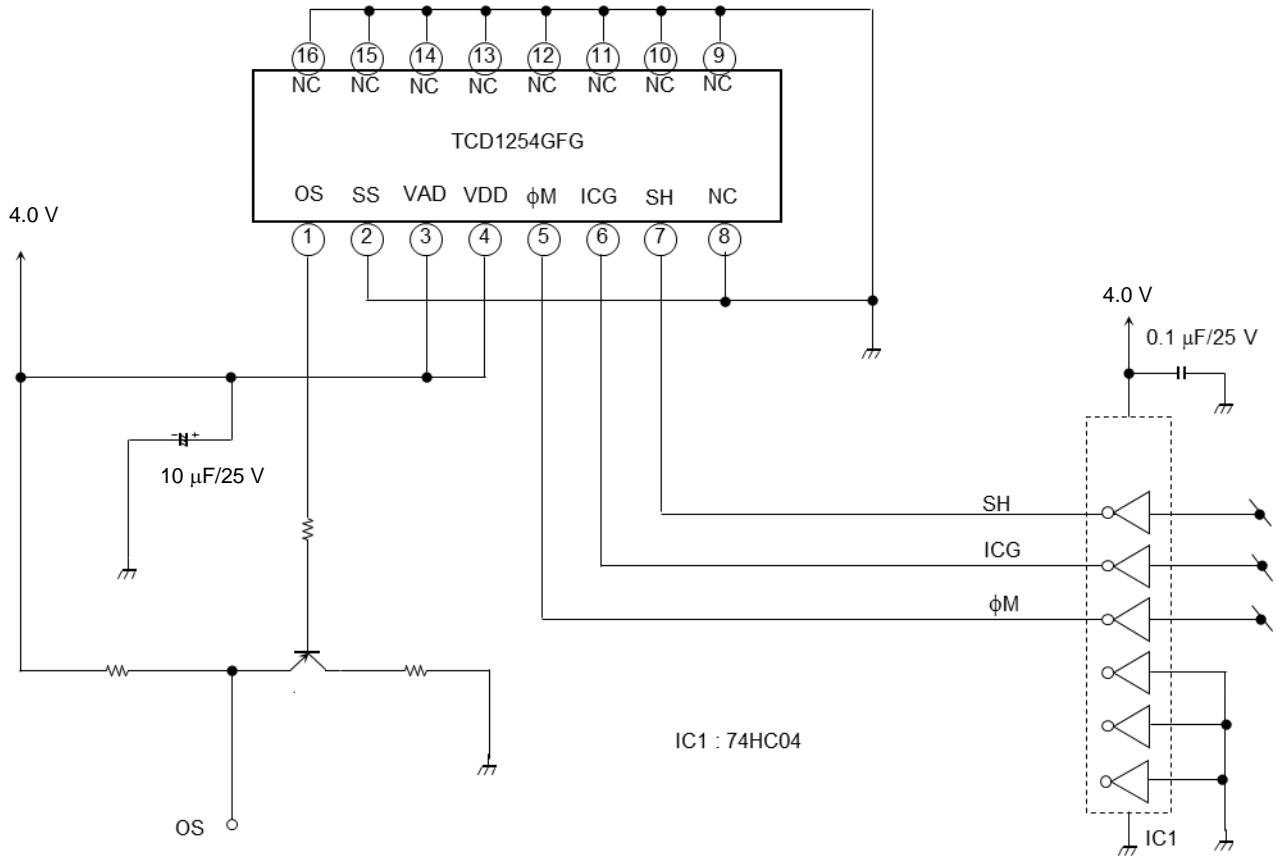 16 15 14 13 12 11 10 9
NC NC NC NC NC NC NC NC
TCD1254GFG
OS SS VAD VDD ϕM ICG SH NC
1 2 3 4 5 6 7 8
4.0 V
4.0 V
0.1 μF/25 V
- +
10 μF/25 V
SH
ICG
ϕM
IC1 : 74HC04
OS
IC1